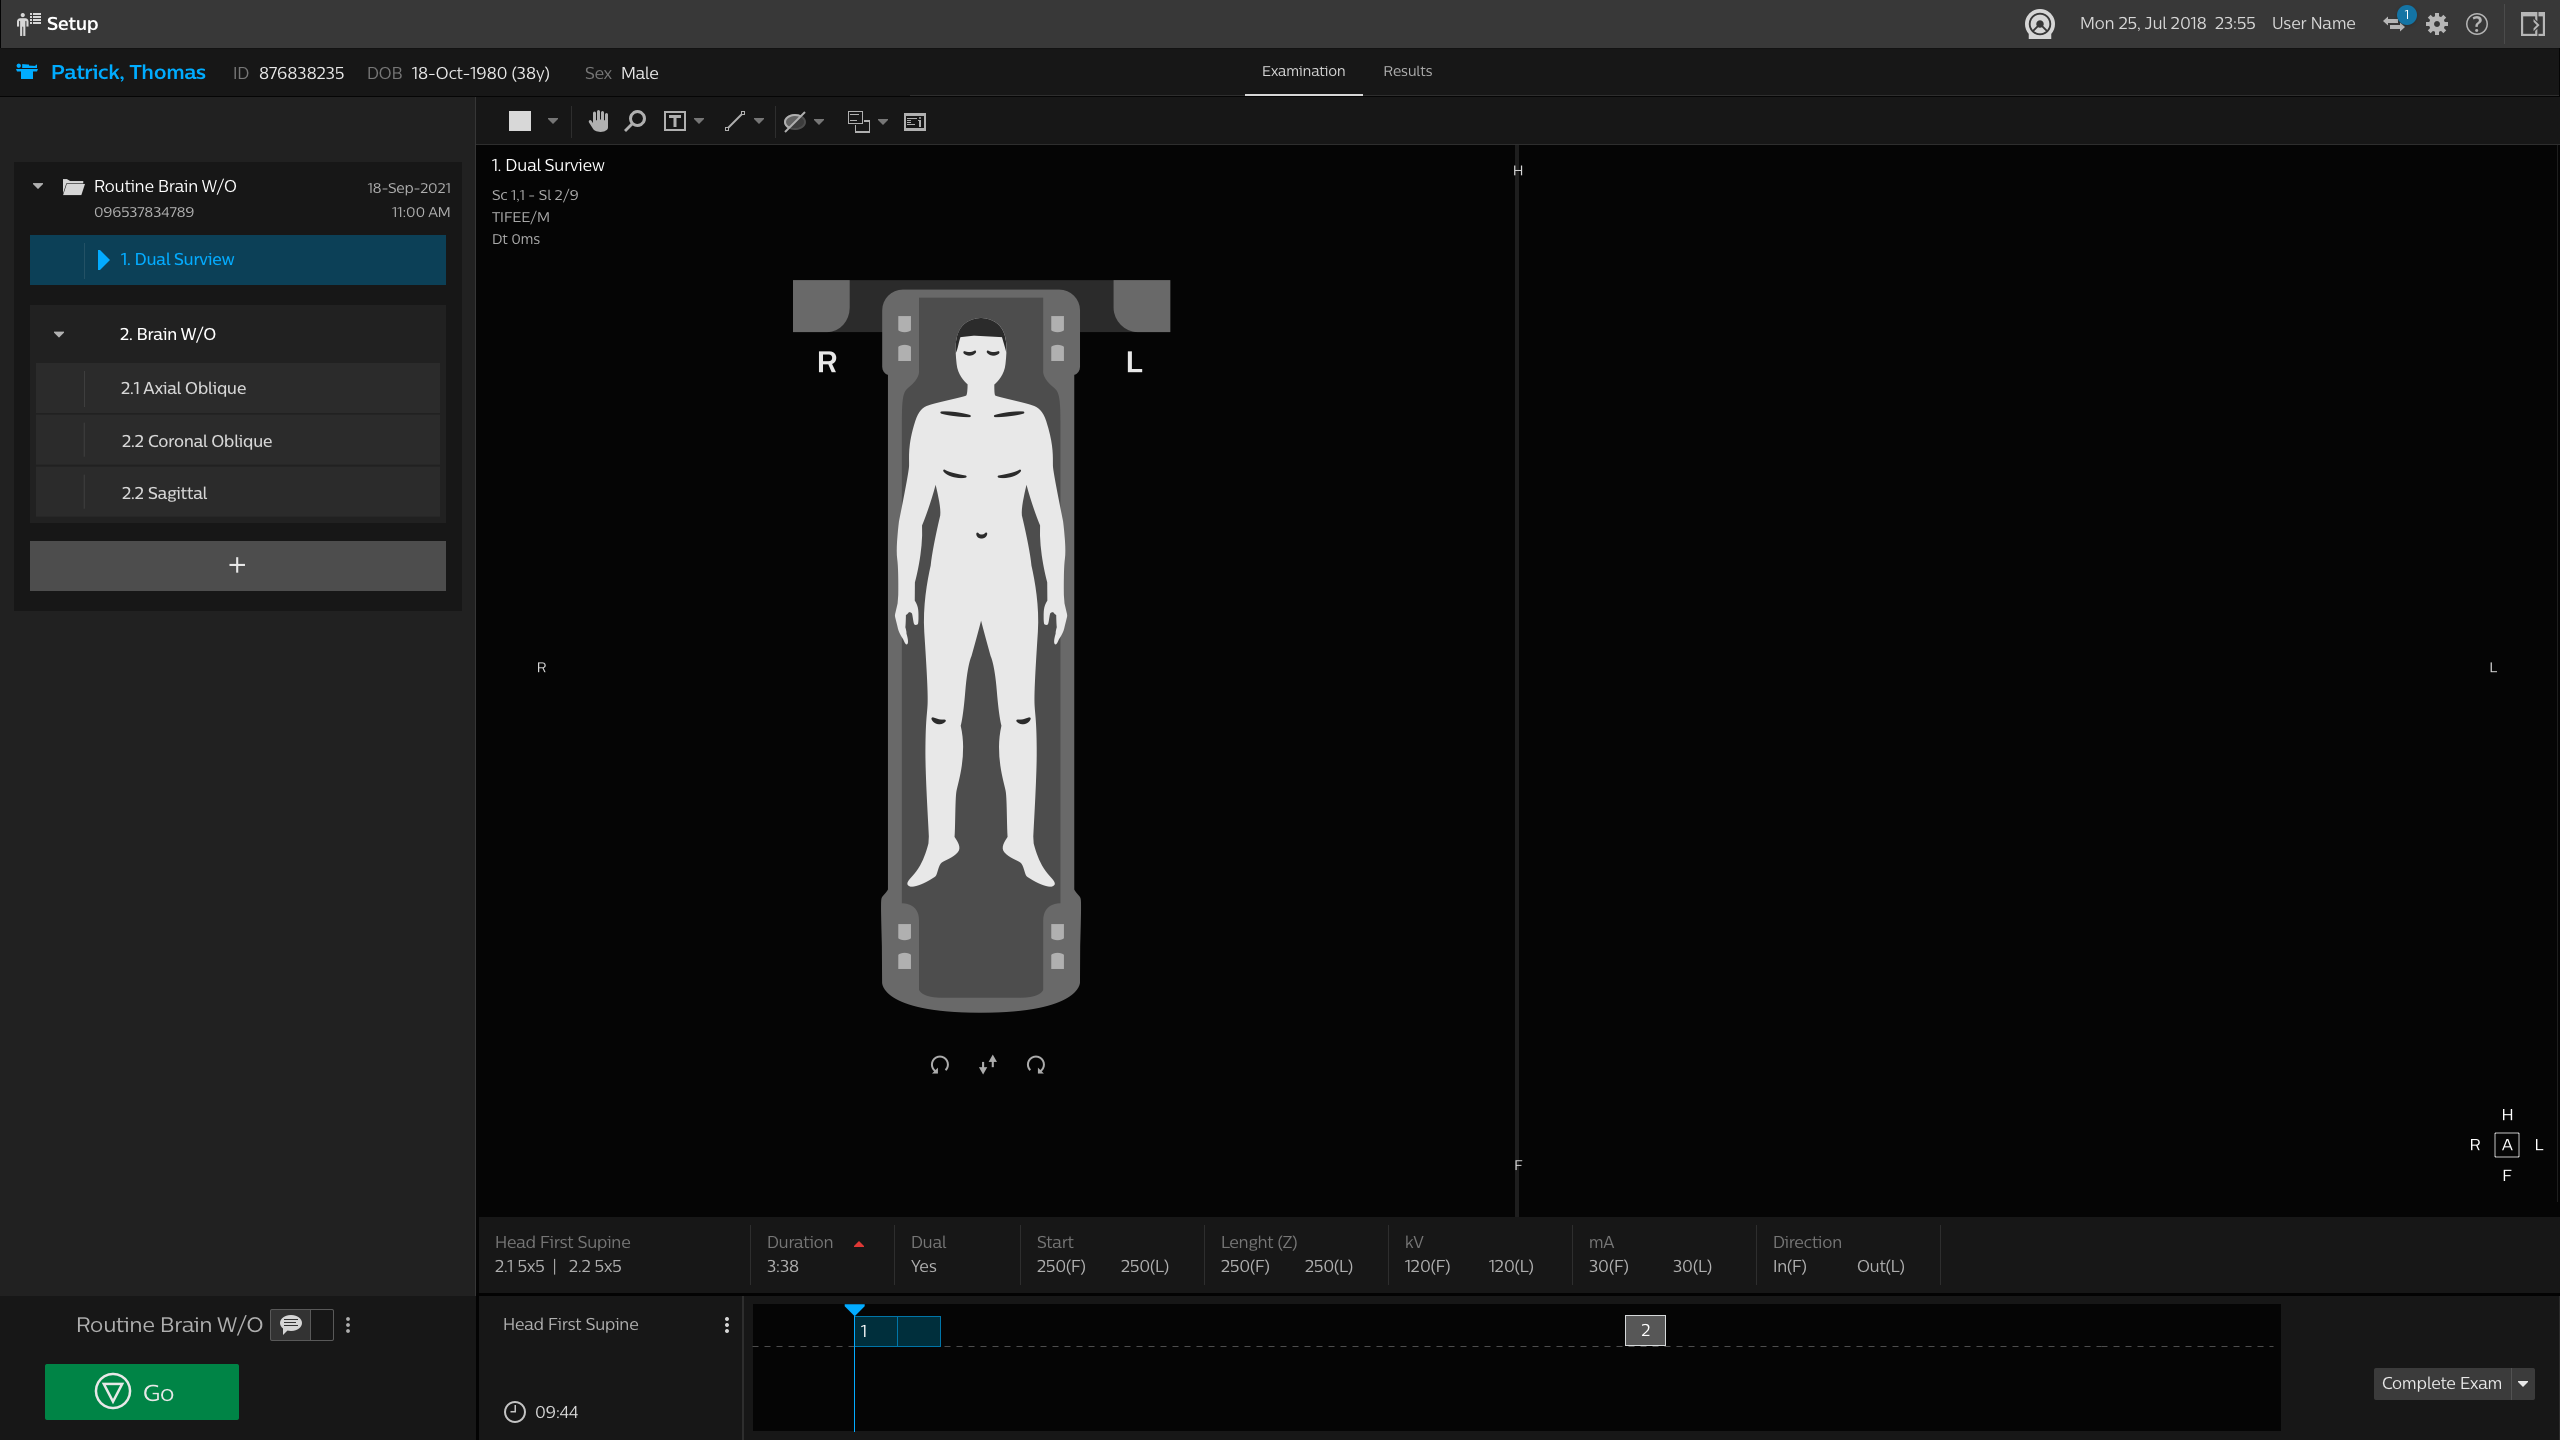 Setup
1
Mon 25, Jul 2018 23:55 User Name
?
Patrick, Thomas ID 876838235 DOB 18-Oct-1980 (38y) Sex Male
Examination Results
T
Routine Brain W/O 18-Sep-2021
096537834789 11:00 AM
1. Dual Surview
2. Brain W/O
2.1 Axial Oblique
2.2 Coronal Oblique
2.2 Sagittal
+
1. Dual Surview
Sc 1,1 - Sl 2/9
TIFEE/M
Dt 0ms
H
R L
R L
F
H
R A L
F
Head First Supine
2.1 5x5 | 2.2 5x5
Duration
3:38
Dual
Yes
Start
250(F) 250(L)
Lenght (Z)
250(F) 250(L)
kV
120(F) 120(L)
mA
30(F) 30(L)
Direction
In(F) Out(L)
Routine Brain W/O
Go
Head First Supine
09:44
1
2
Complete Exam